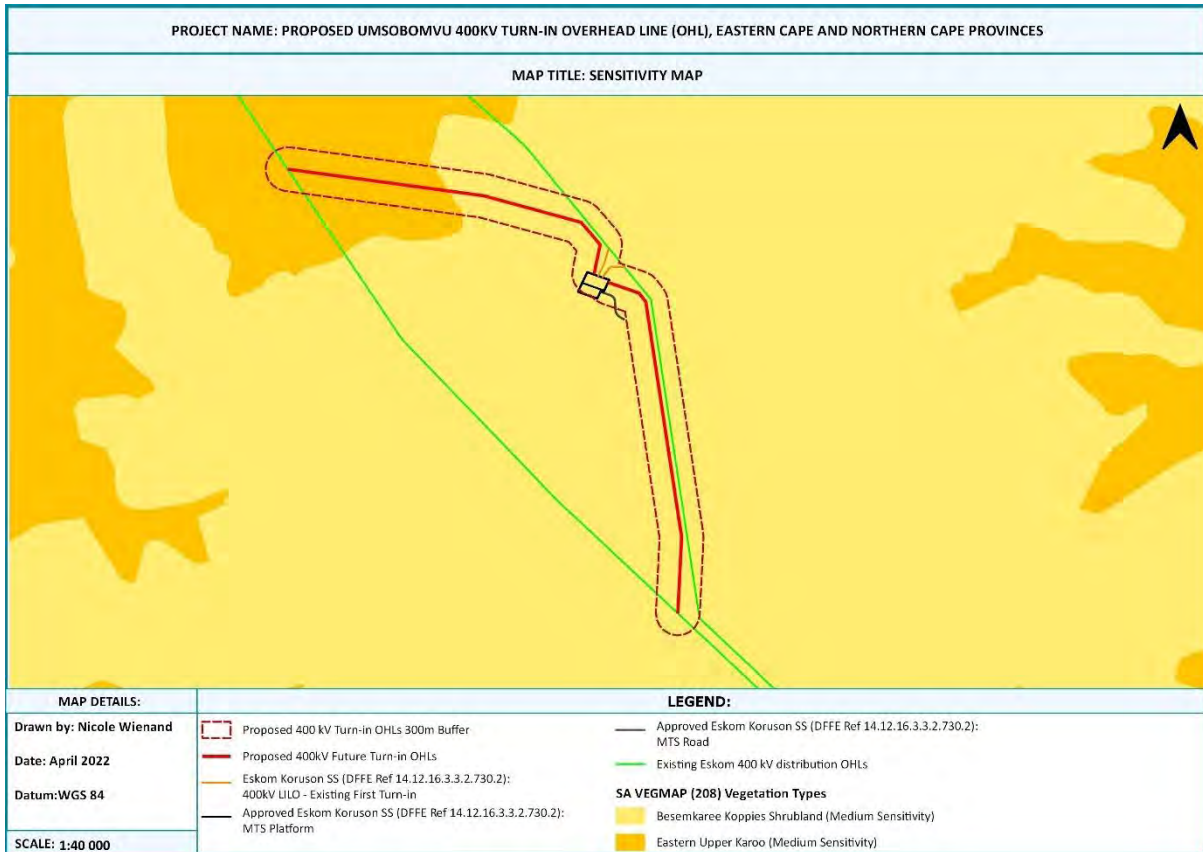 PROJECT NAME: PROPOSED UMSOBOMVU 400KV TURN-IN OVERHEAD LINE (OHL), EASTERN CAPE AND NORTHERN CAPE PROVINCES
MAP TITLE: SENSITIVITY MAP
MAP DETAILS:
Drawn by: Nicole Wienand
Date: April 2022
Datum:WGS 84
SCALE: 1:40 000
LEGEND:
Proposed 400 kV Turn-in OHLs 300m Buffer
Proposed 400kV Future Turn-in OHLs
Eskom Koruson SS (DFFE Ref 14.12.16.3.3.2.730.2):
400kV LILO - Existing First Turn-in
Approved Eskom Koruson SS (DFFE Ref 14.12.16.3.3.2.730.2):
MTS Platform
Approved Eskom Koruson SS (DFFE Ref 14.12.16.3.3.2.730.2):
MTS Road
Existing Eskom 400 kV distribution OHLs
SA VEGMAP (208) Vegetation Types
Besemkaree Koppies Shrubland (Medium Sensitivity)
Eastern Upper Karoo (Medium Sensitivity)